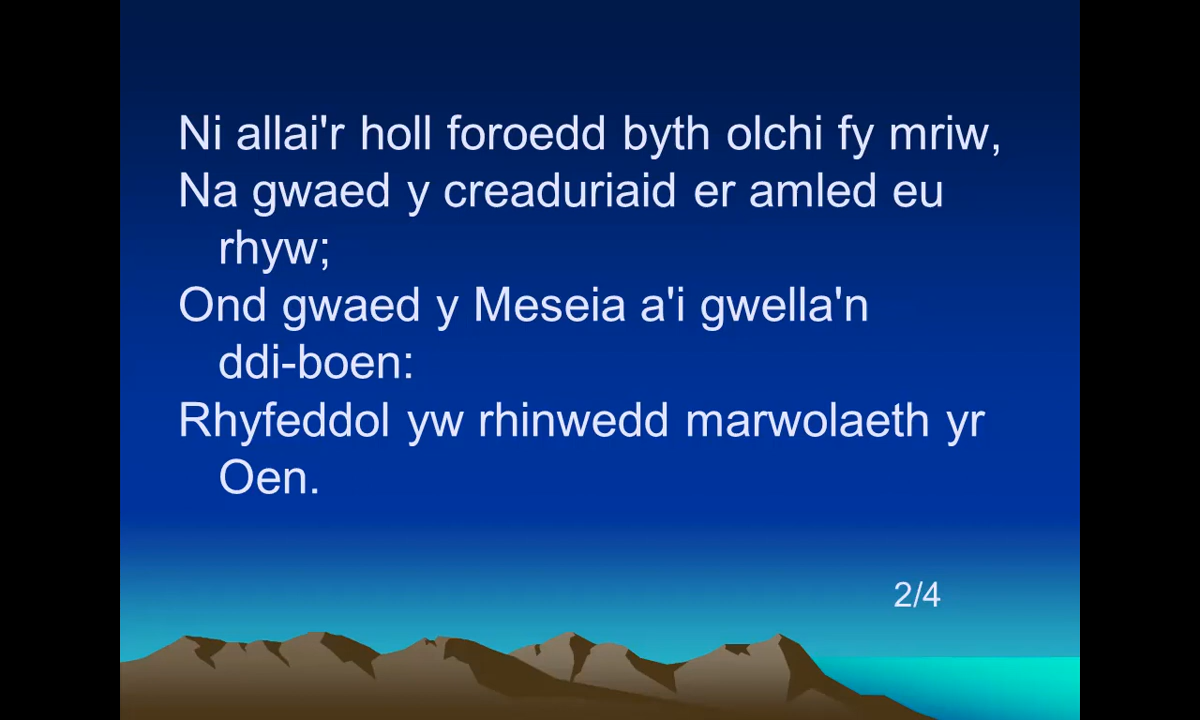 Ni allai'r holl foroedd byth olchi fy mriw,
Na gwaed y creaduriaid er amled eu
rhyw;
Ond gwaed y Meseia a'i gwella'n
ddi-boen:
Rhyfeddol yw rhinwedd marwolaeth yr
Oen.
2/4